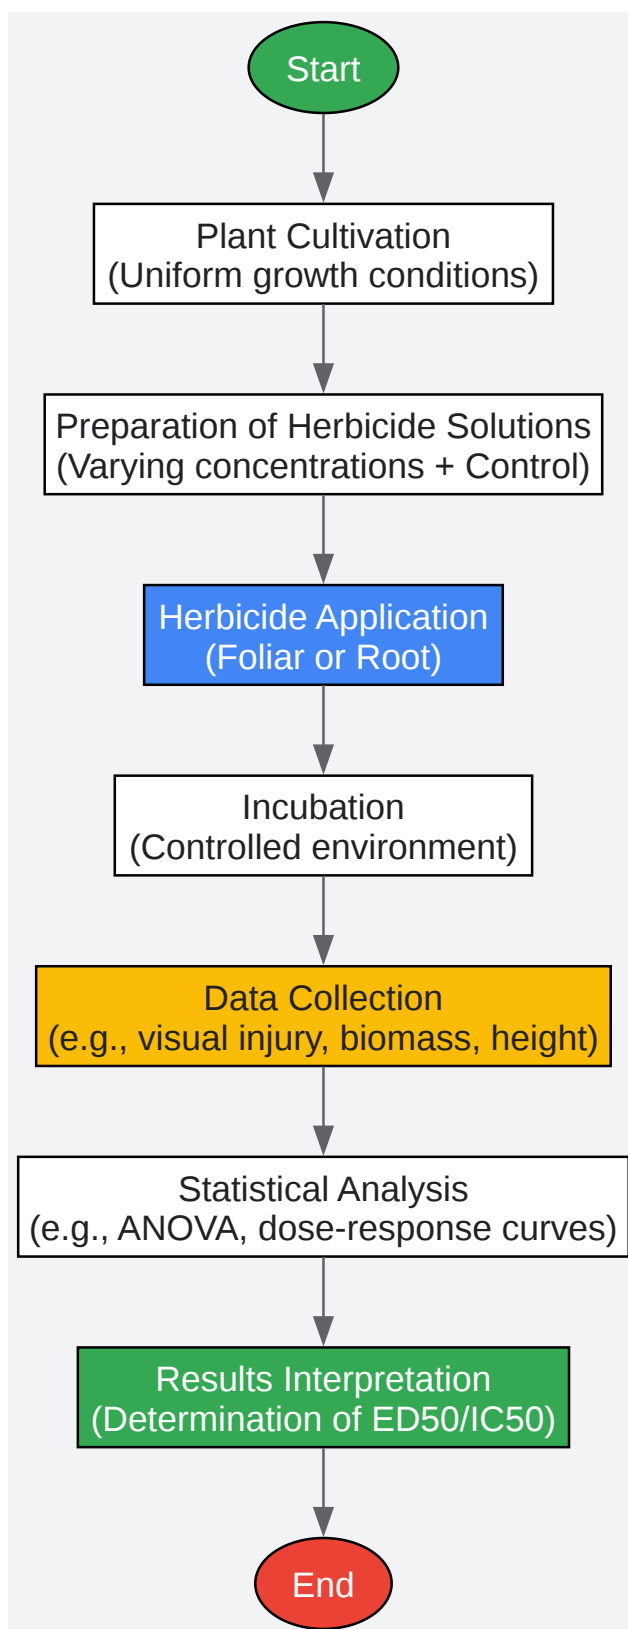 Start
Plant Cultivation
(Uniform growth conditions)
Preparation of Herbicide Solutions
(Varying concentrations + Control)
Herbicide Application
(Foliar or Root)
Incubation
(Controlled environment)
Data Collection
(e.g., visual injury, biomass, height)
Statistical Analysis
(e.g., ANOVA, dose-response curves)
Results Interpretation
(Determination of ED50/IC50)
End